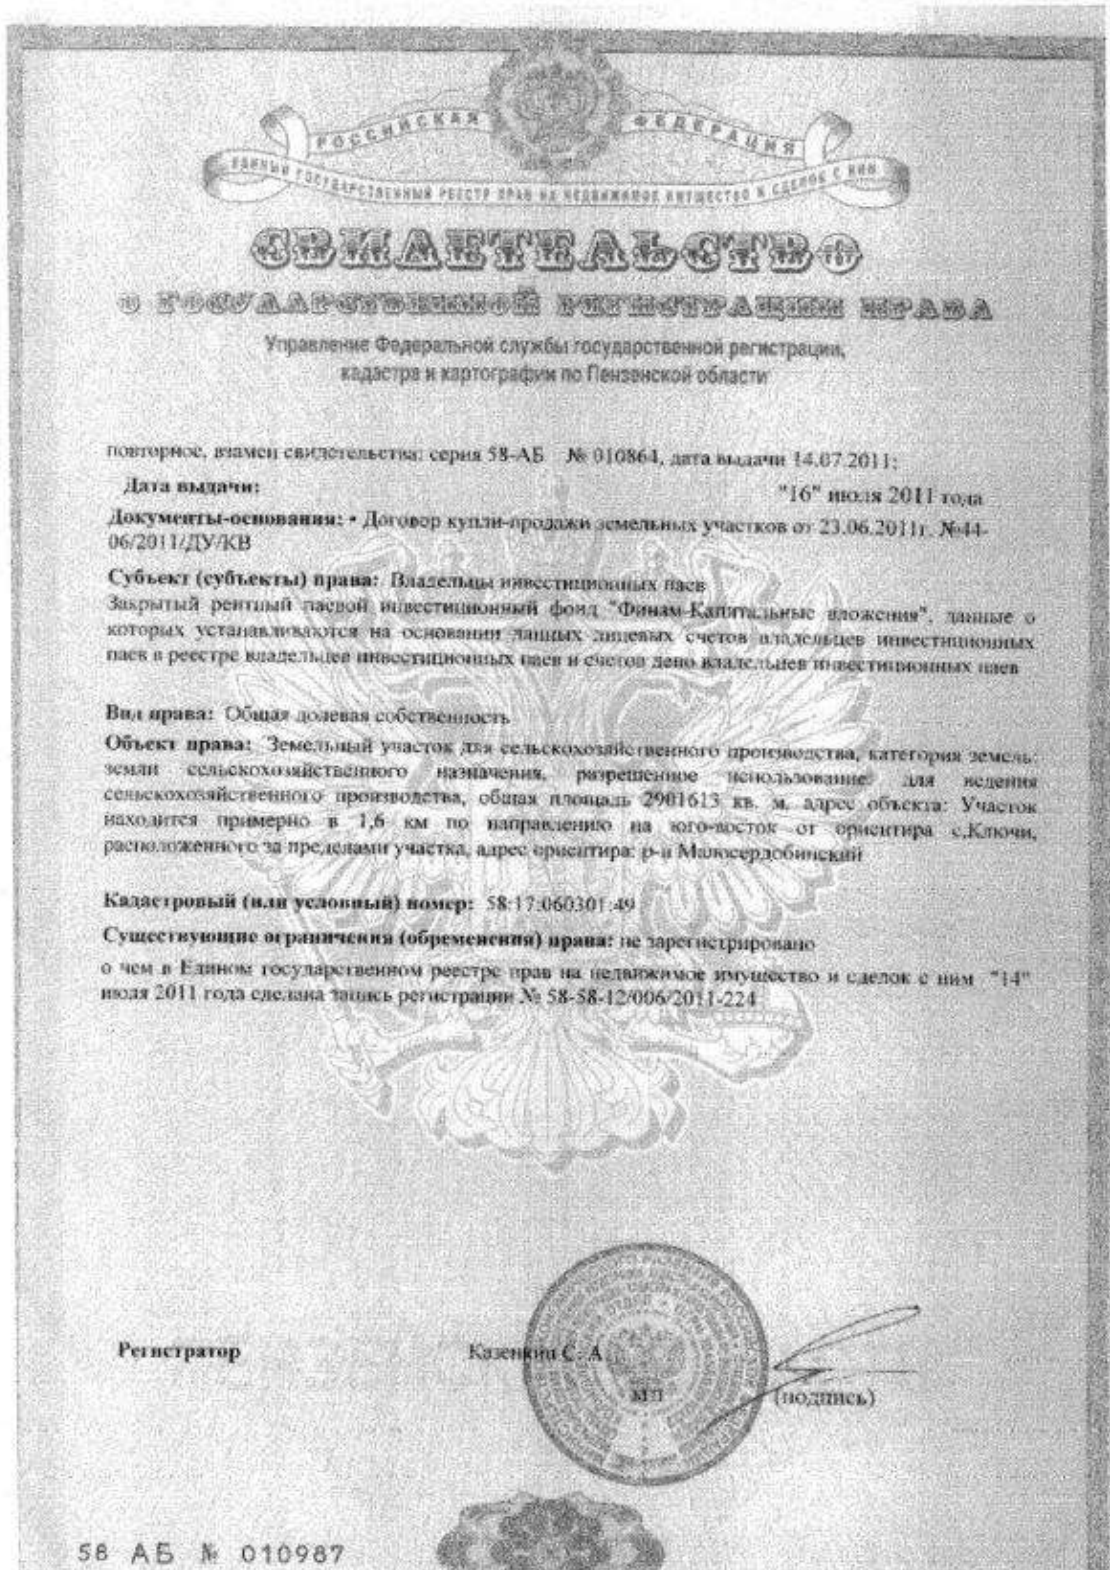 РОССИЙСКАЯ ФЕДЕРАЦИЯ
ЕДИНЫЙ ГОСУДАРСТВЕННЫЙ РЕЕСТР ПРАВ НА НЕДВИЖИМОЕ ИМУЩЕСТВО И СДЕЛОК С НИМ
СВИДЕТЕЛЬСТВО
О ГОСУДАРСТВЕННОЙ РЕГИСТРАЦИИ ПРАВА
Управление Федеральной службы государственной регистрации,
кадастра и картографии по Пензенской области
повторное, взамен свидетельства: серия 58-АБ № 010864, дата выдачи 14.07.2011;
Дата выдачи: "16" июля 2011 года
Документы-основания: • Договор купли-продажи земельных участков от 23.06.2011г. №44-
06/2011/ДУ/КВ
Субъект (субъекты) права: Владельцы инвестиционных паев
Закрытый рентный паевой инвестиционный фонд "Финам-Капитальные вложения", данные о
которых устанавливаются на основании данных лицевых счетов владельцев инвестиционных
паев в реестре владельцев инвестиционных паев и счетов депо владельцев инвестиционных паев
Вид права: Общая долевая собственность
Объект права: Земельный участок для сельскохозяйственного производства, категория земель:
земли сельскохозяйственного назначения, разрешенное использование: для ведения
сельскохозяйственного производства, общая площадь 2901613 кв. м, адрес объекта: Участок
находится примерно в 1,6 км по направлению на юго-восток от ориентира с.Ключи,
расположенного за пределами участка, адрес ориентира: р-н Малосердобинский
Кадастровый (или условный) номер: 58:17:060301:49
Существующие ограничения (обременения) права: не зарегистрировано
о чем в Едином государственном реестре прав на недвижимое имущество и сделок с ним "14"
июля 2011 года сделана запись регистрации № 58-58-12/006/2011-224
Регистратор Казенкин С. А.
М.П. (подпись)
58 АБ № 010987